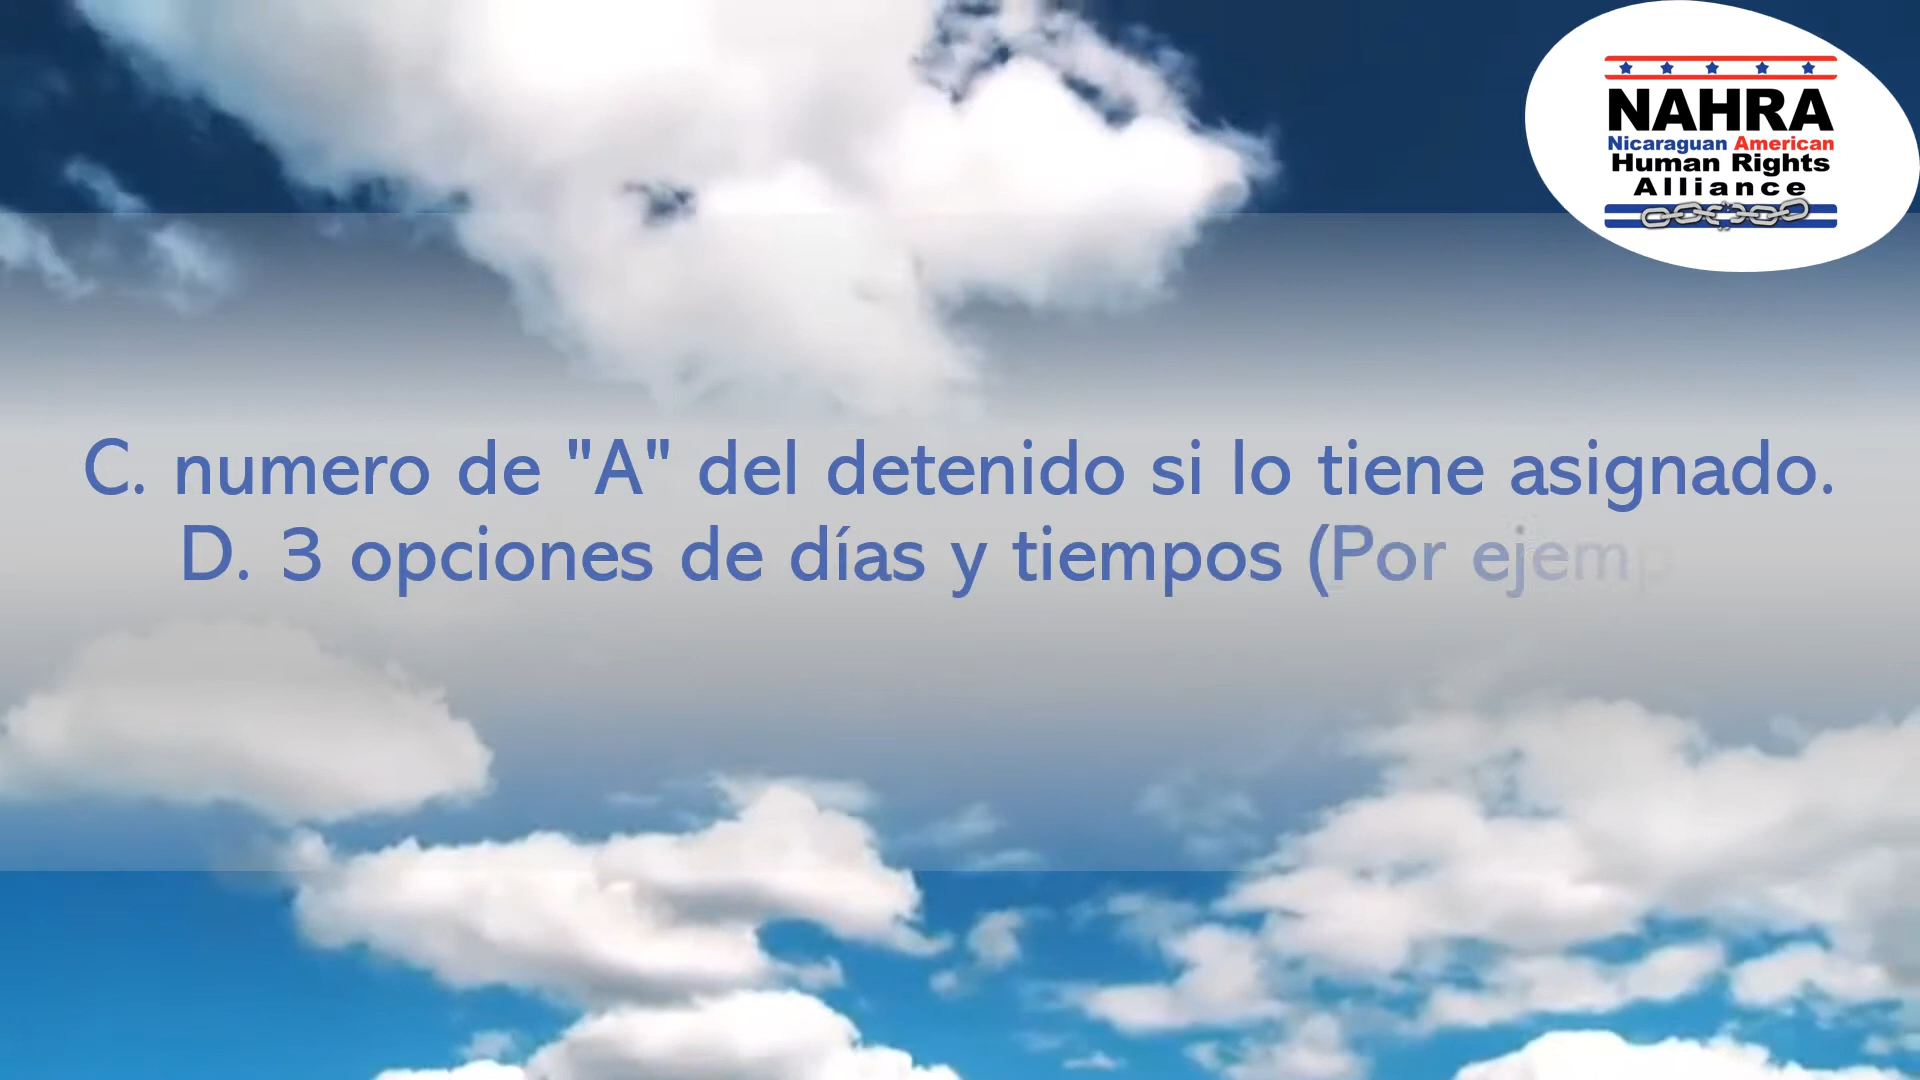 NAHRA
Nicaraguan American
Human Rights
Alliance
C. numero de "A" del detenido si lo tiene asignado.
D. 3 opciones de días y tiempos (Por ejemp